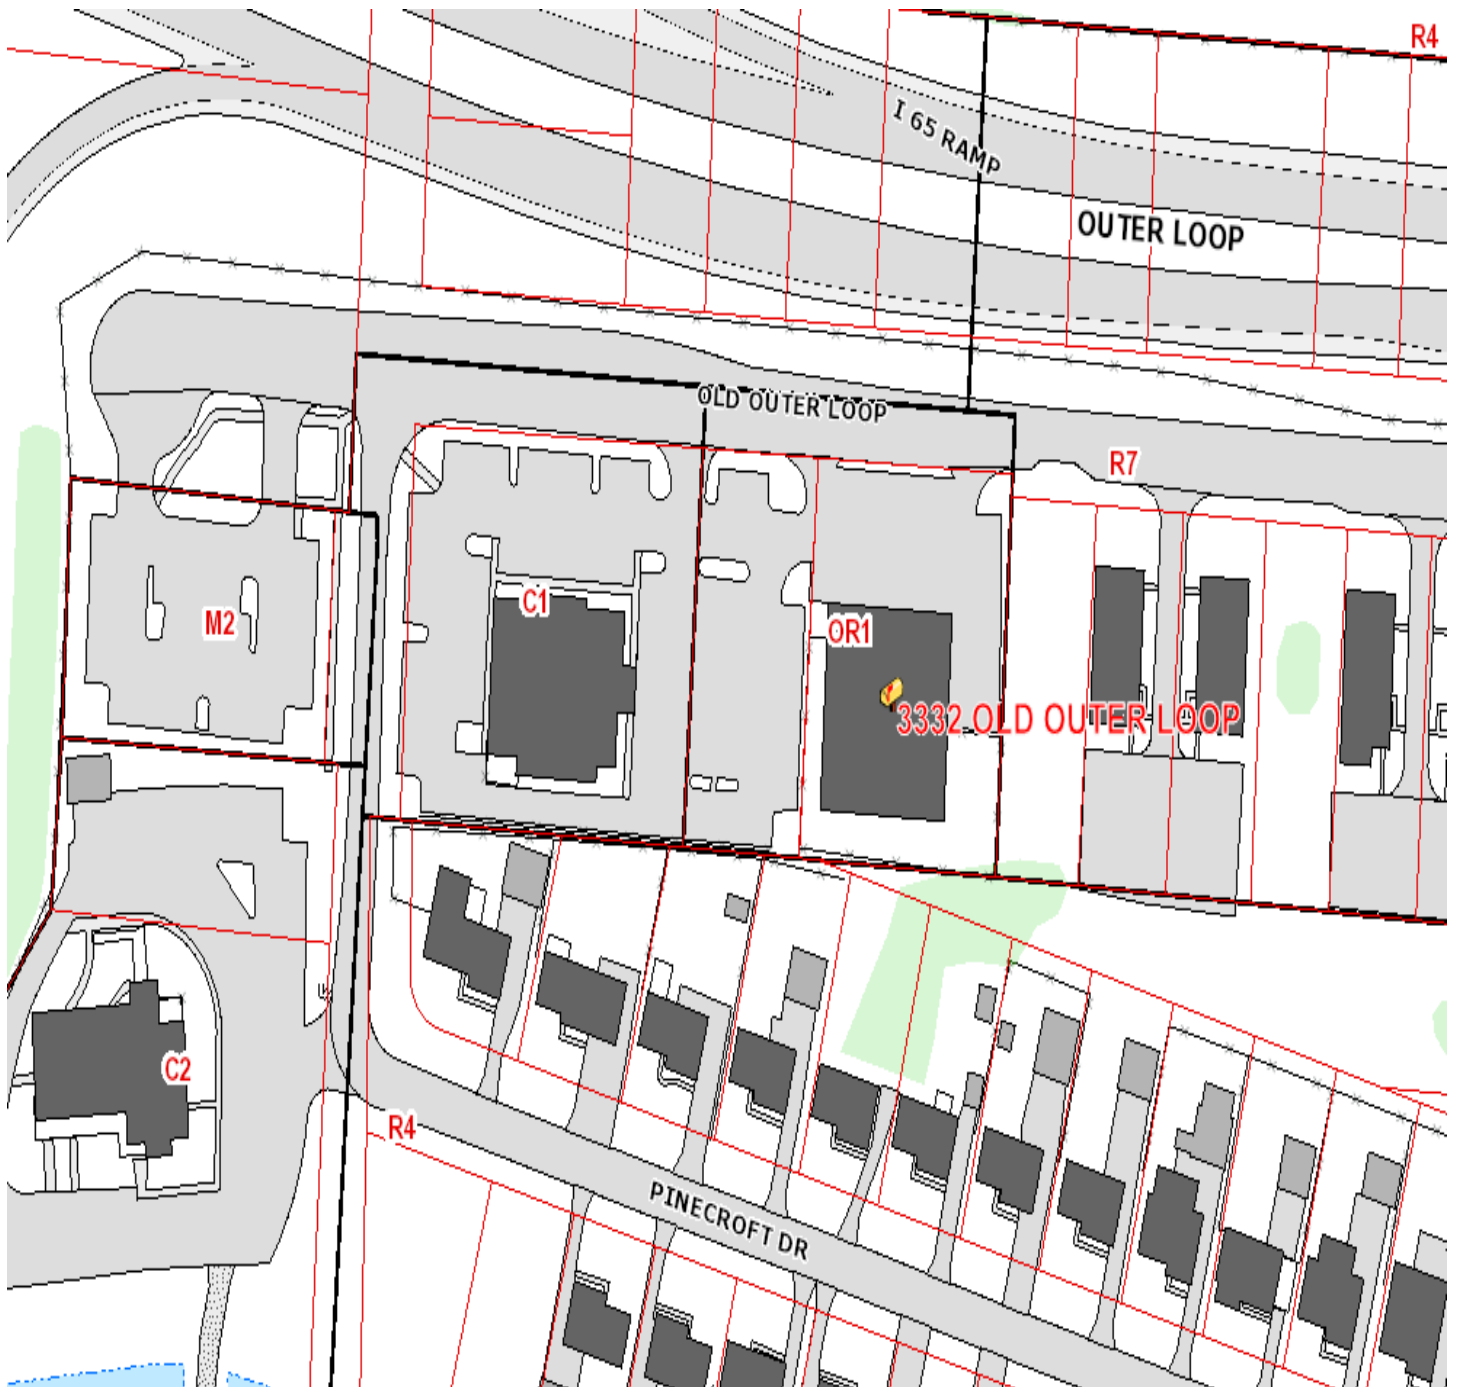 R4
I 65 RAMP
OUTER LOOP
OLD OUTER LOOP
R7
C1
M2
OR1
3332 OLD OUTER LOOP
C2
R4
PINECROFT DR